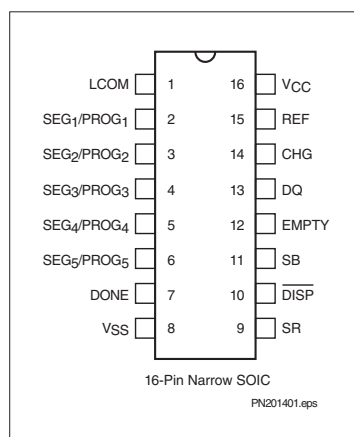 LCOM 1 16 VCC
SEG1/PROG1 2 15 REF
SEG2/PROG2 3 14 CHG
SEG3/PROG3 4 13 DQ
SEG4/PROG4 5 12 EMPTY
SEG5/PROG5 6 11 SB
DONE 7 10 DISP
VSS 8 9 SR
16-Pin Narrow SOIC
PN201401.eps